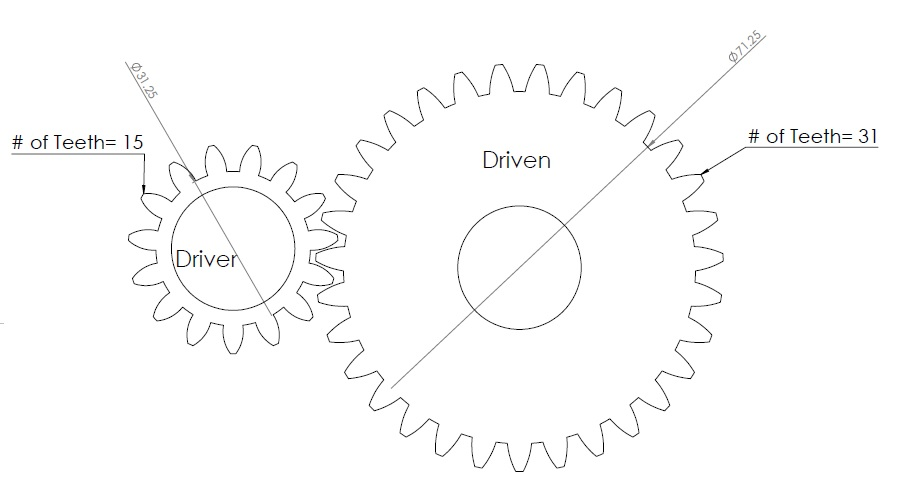 Ø31.25
Ø71.25
# of Teeth= 15
# of Teeth= 31
Driven
Driver